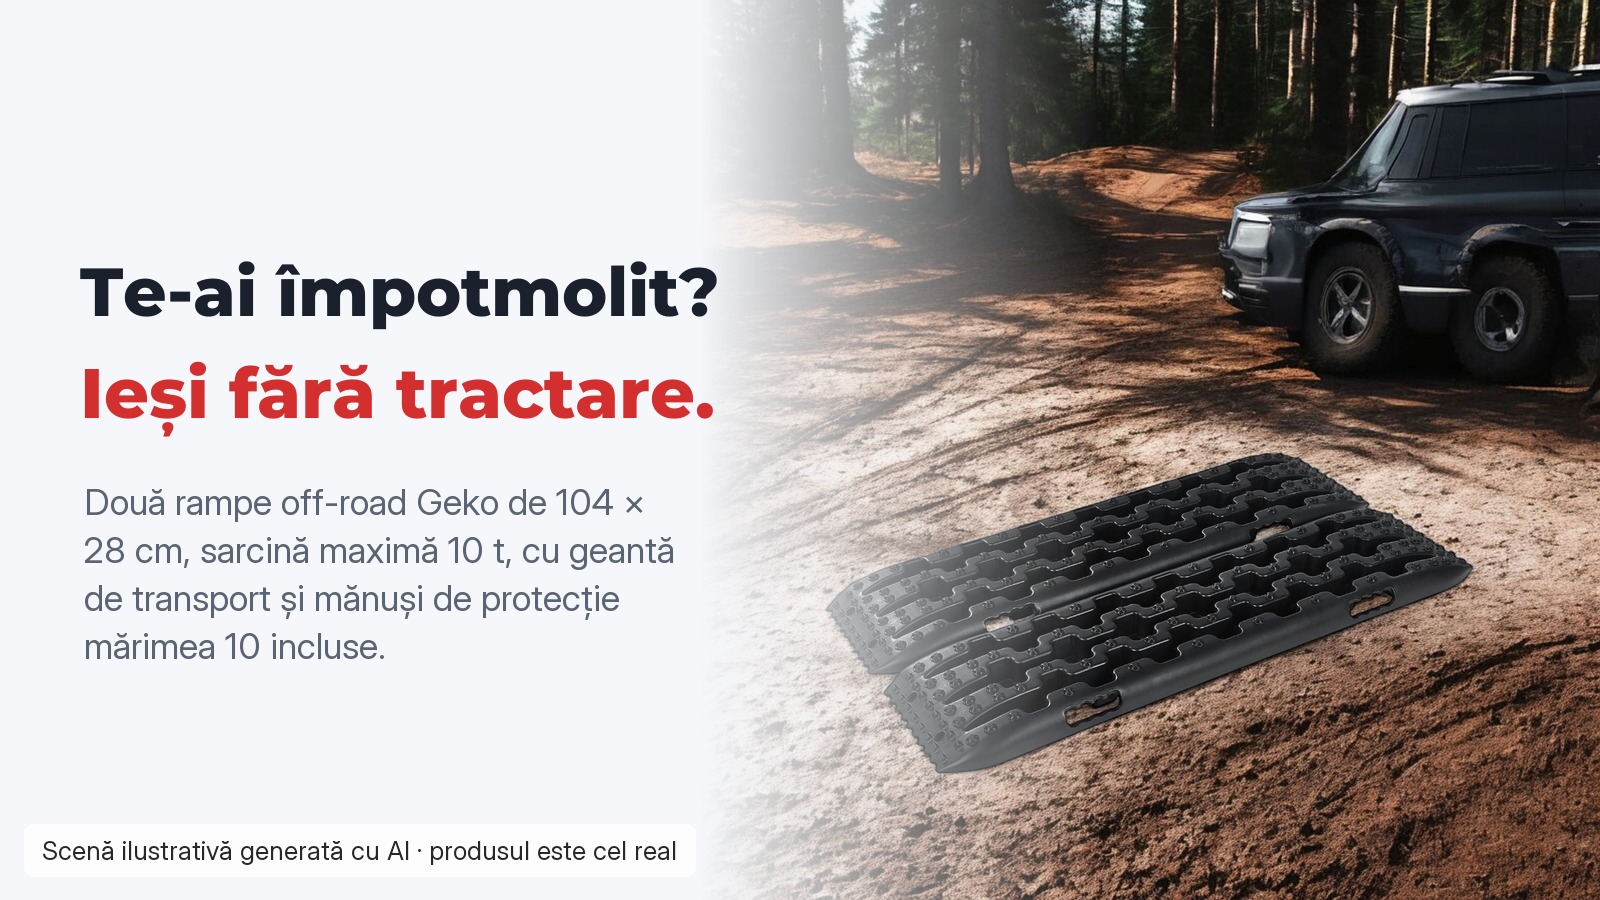 Te-ai împotmolit?
Ieși fără tractare.
Două rampe off-road Geko de 104 ×
28 cm, sarcină maximă 10 t, cu geantă
de transport și mănuși de protecție
mărimea 10 incluse.
Scenă ilustrativă generată cu AI · produsul este cel real